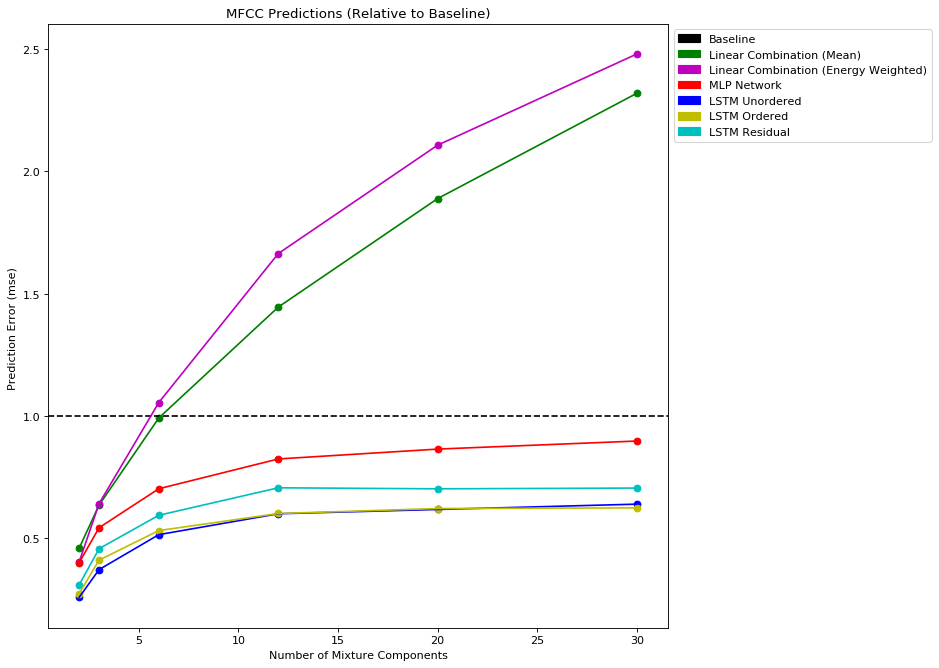 MFCC Predictions (Relative to Baseline)
Baseline
Linear Combination (Mean)
Linear Combination (Energy Weighted)
MLP Network
LSTM Unordered
LSTM Ordered
LSTM Residual
Prediction Error (mse)
2.5
2.0
1.5
1.0
0.5
5
10
15
20
25
30
Number of Mixture Components